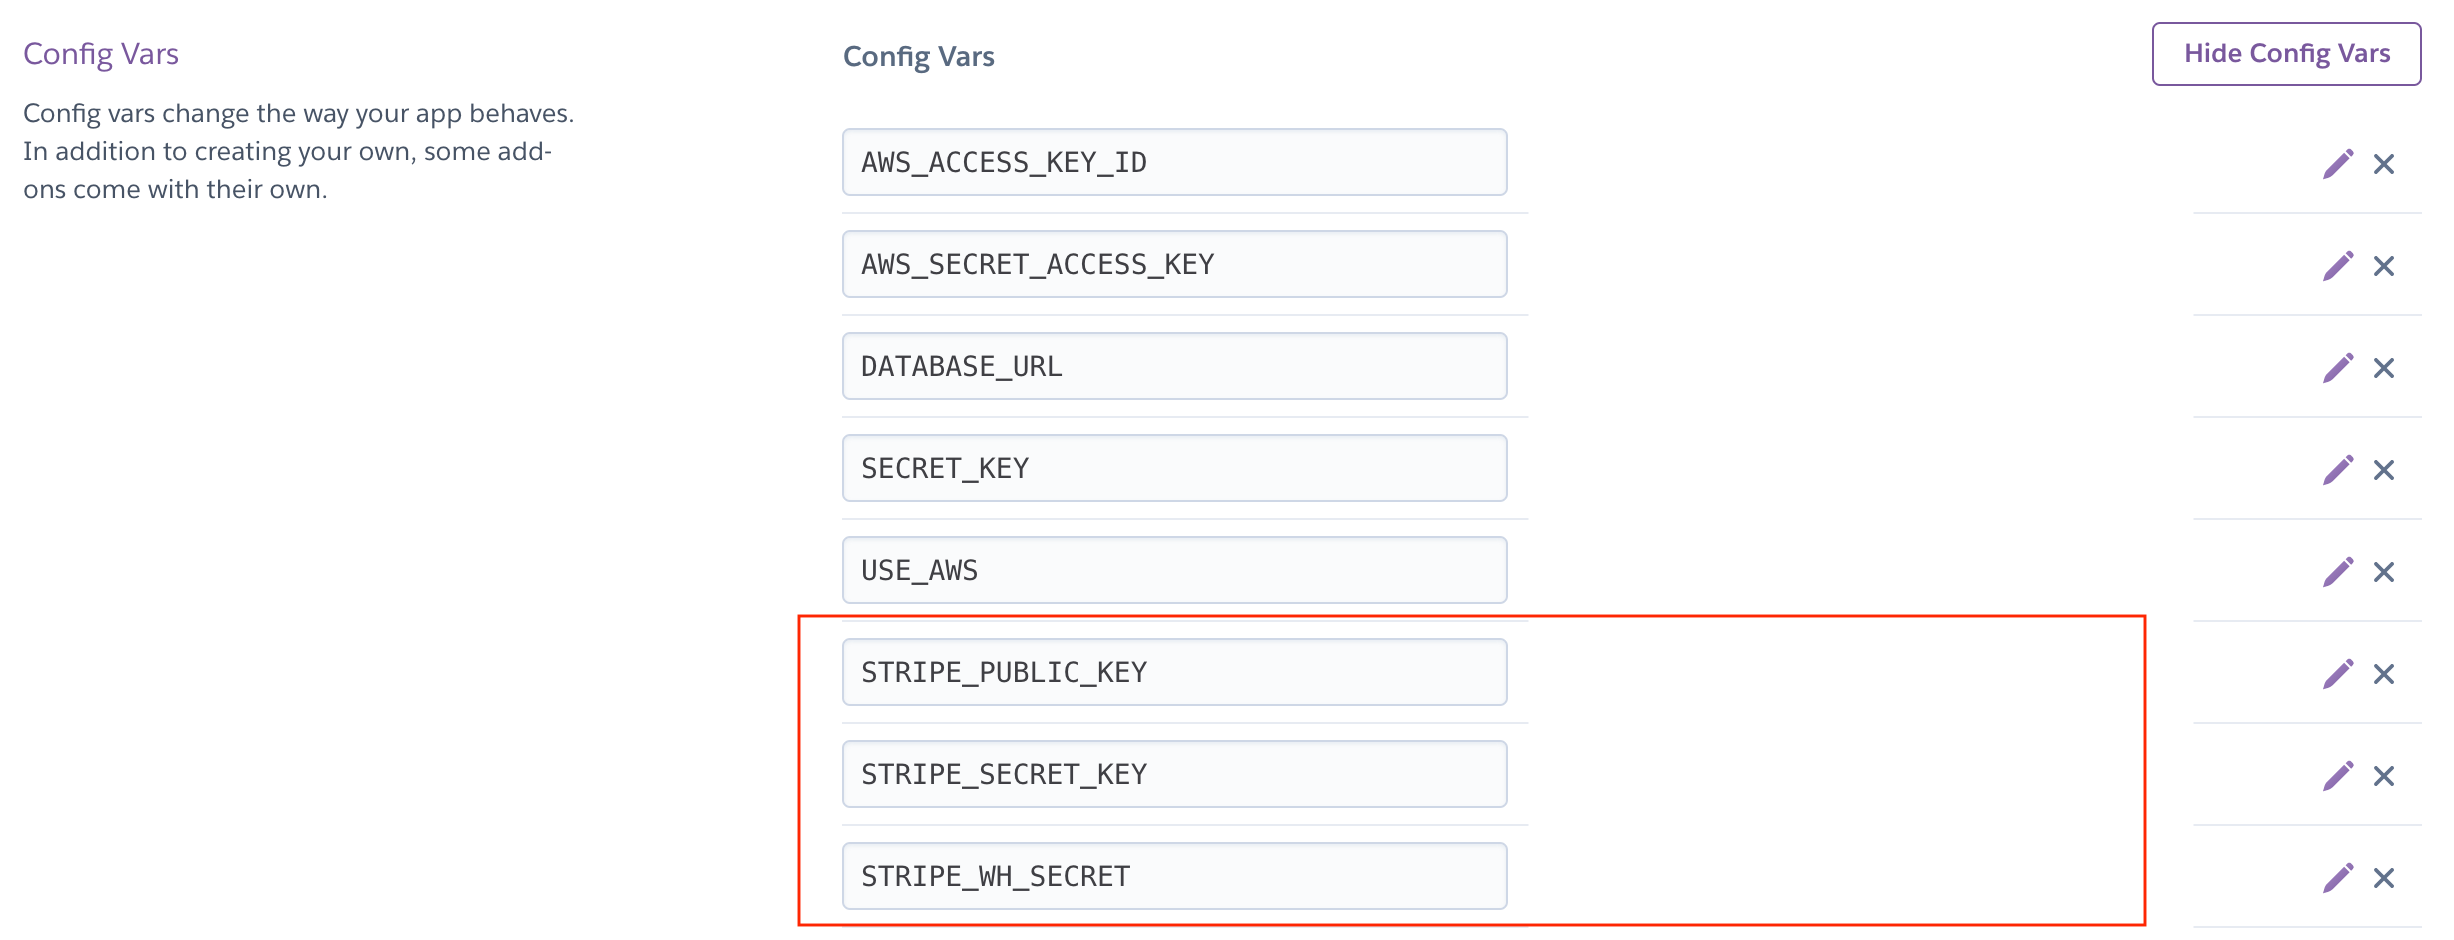 Config Vars
Config vars change the way your app behaves.
In addition to creating your own, some add-
ons come with their own.
Config Vars
Hide Config Vars
AWS_ACCESS_KEY_ID
AWS_SECRET_ACCESS_KEY
DATABASE_URL
SECRET_KEY
USE_AWS
STRIPE_PUBLIC_KEY
STRIPE_SECRET_KEY
STRIPE_WH_SECRET